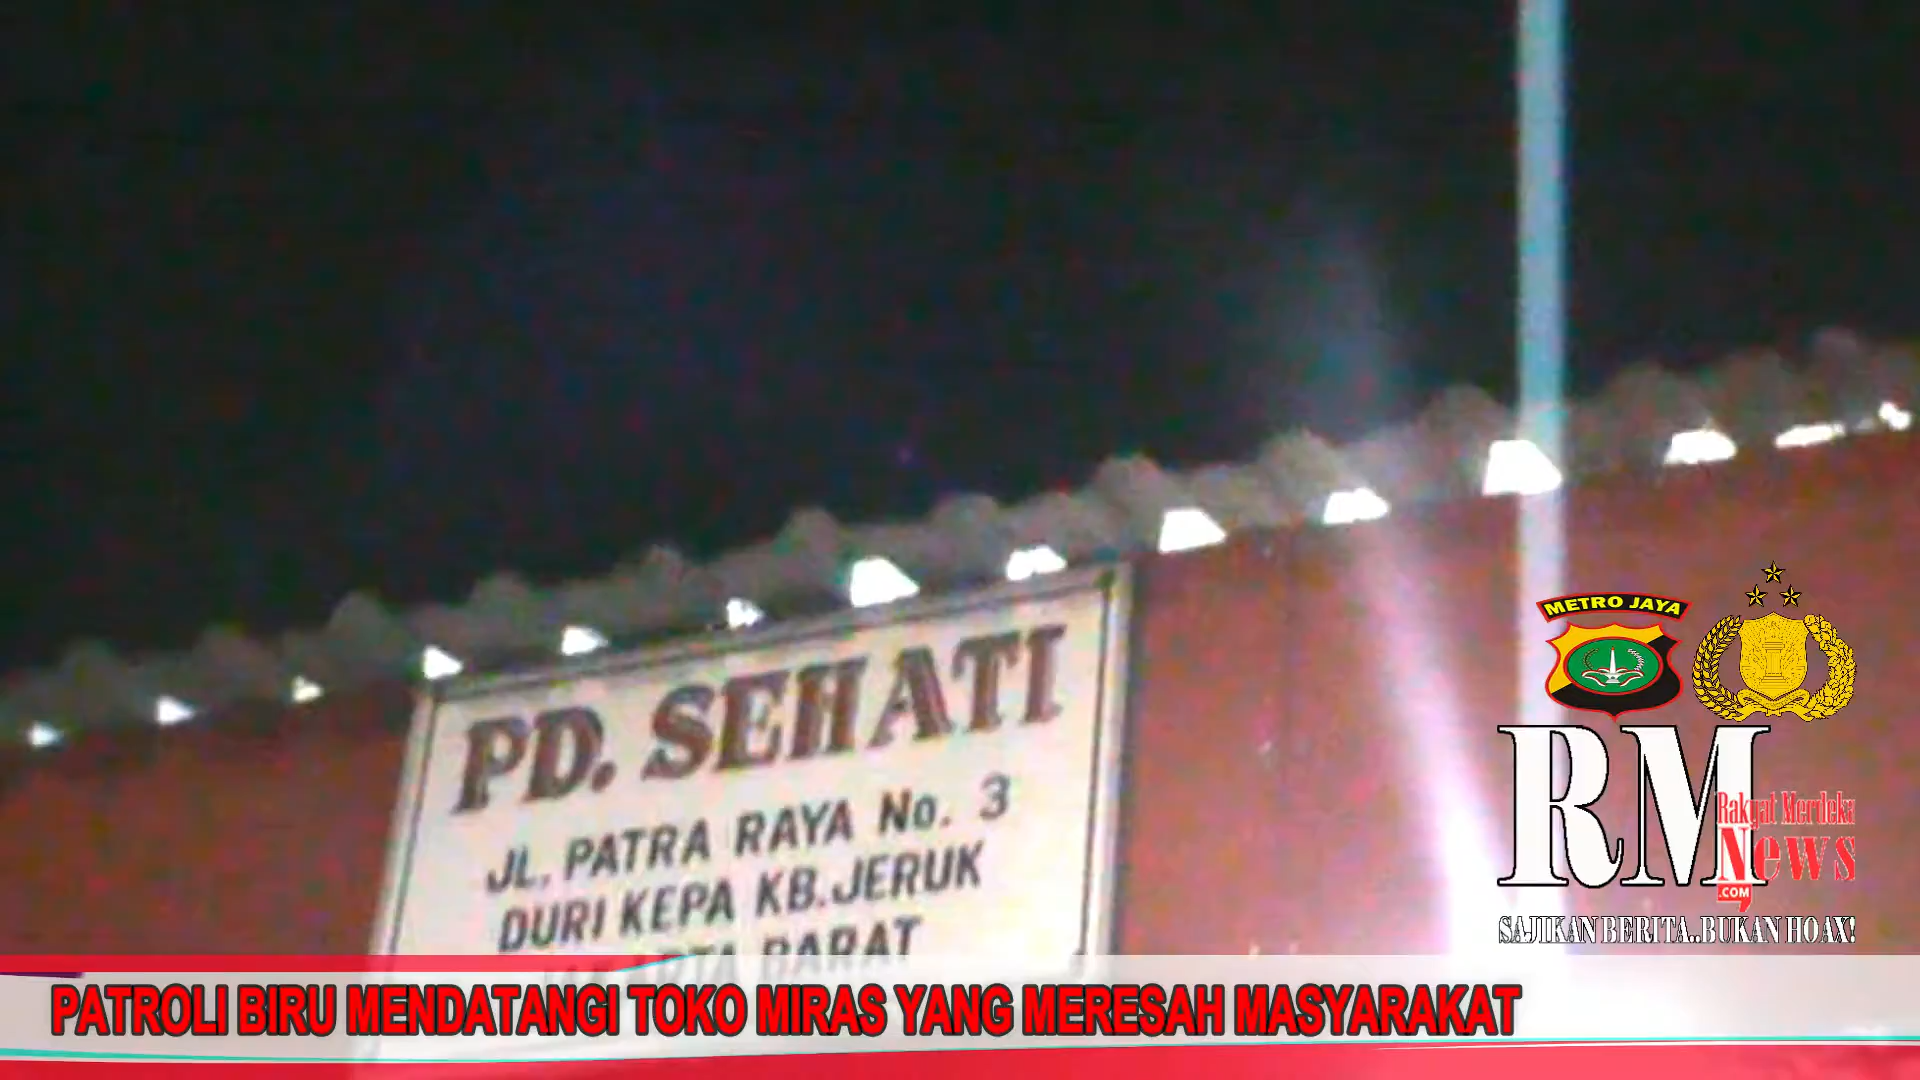 PD. SEHATI
JL. PATRA RAYA No. 3
DURI KEPA KB. JERUK
BARAT
METRO JAYA
RM
Rakyat Merdeka
News
.COM
SAJIKAN BERITA..BUKAN HOAX!
PATROLI BIRU MENDATANGI TOKO MIRAS YANG MERESAH MASYARAKAT